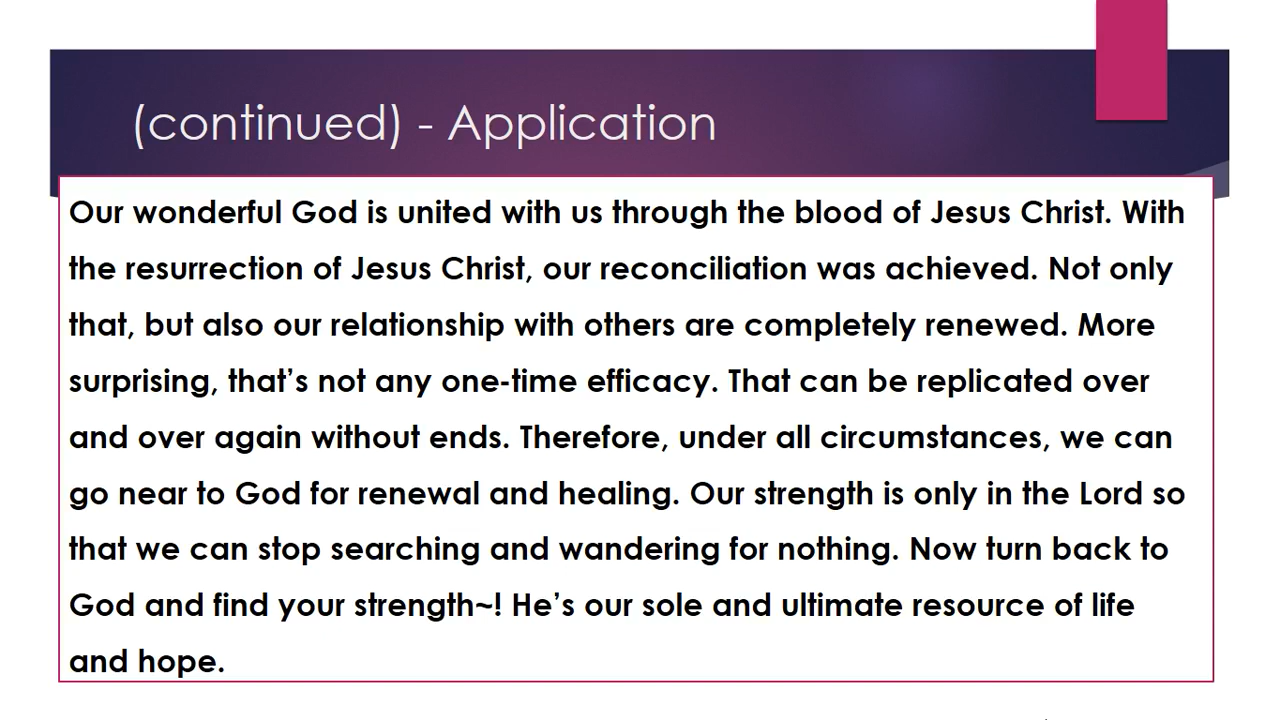 (continued) - Application
Our wonderful God is united with us through the blood of Jesus Christ. With
the resurrection of Jesus Christ, our reconciliation was achieved. Not only
that, but also our relationship with others are completely renewed. More
surprising, that’s not any one-time efficacy. That can be replicated over
and over again without ends. Therefore, under all circumstances, we can
go near to God for renewal and healing. Our strength is only in the Lord so
that we can stop searching and wandering for nothing. Now turn back to
God and find your strength~! He’s our sole and ultimate resource of life
and hope.